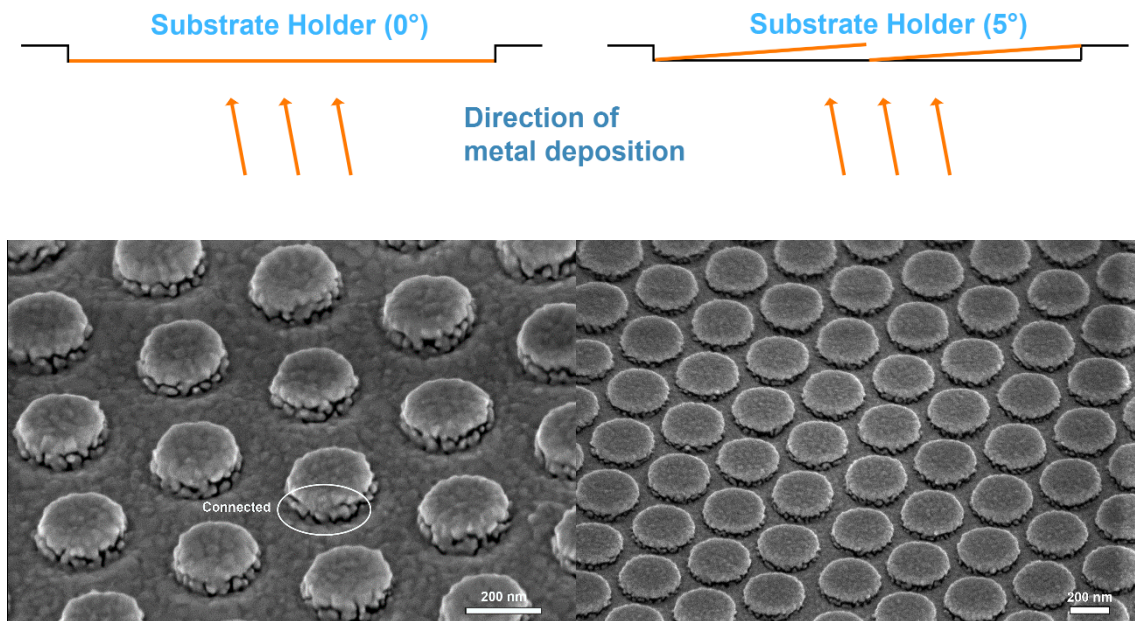 Substrate Holder (0°)
Substrate Holder (5°)
Direction of
metal deposition
Connected
200 nm
200 nm